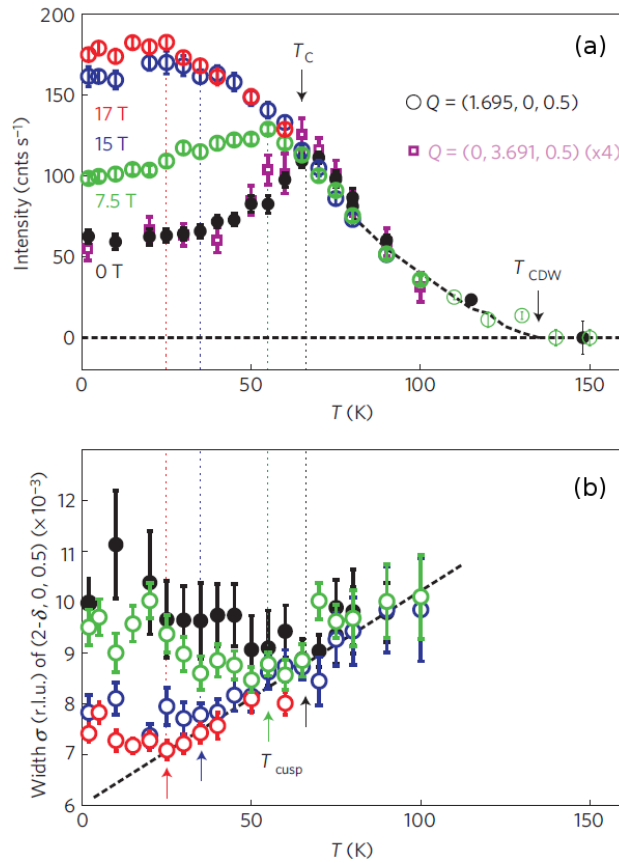 (a)
200
150
100
50
0
Intensity (cnts s⁻¹)
17 T
15 T
7.5 T
0 T
T_C
Q = (1.695, 0, 0.5)
Q = (0, 3.691, 0.5) (x4)
T_CDW
0 50 100 150
T (K)
(b)
12
11
10
9
8
7
6
Width σ (r.l.u.) of (2-δ, 0, 0.5) (×10⁻³)
T_cusp
0 50 100 150
T (K)